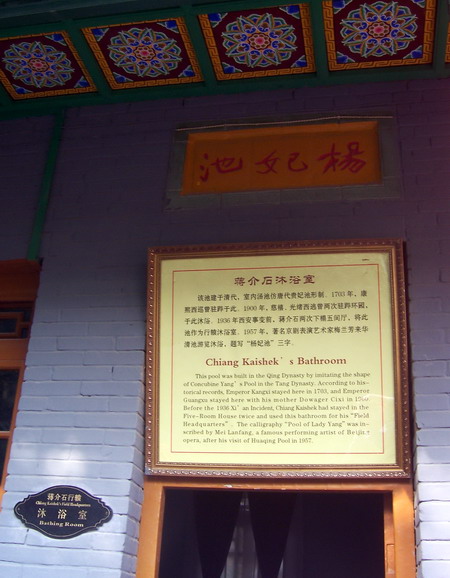 池妃楊
蒋介石沐浴室
该池建于清代,室内汤池仿唐代贵妃池形制。1703年,康
熙西巡曾驻跸于此。1900年,慈禧、光绪西巡曾两次驻跸环园,
于此沐浴。1936年西安事变前,蒋介石两次下榻五间厅,将此
池作为行辕沐浴室。1957年,著名京剧表演艺术家梅兰芳来华
清池游览沐浴,题写“杨妃池”三字。
Chiang Kaishek’s Bathroom
This pool was built in the Qing Dynasty by imitating the shape
of Concubine Yang’s Pool in the Tang Dynasty. According to his-
torical records, Emperor Kangxi stayed here in 1703, and Emperor
Guangxu stayed here with his mother Dowager Cixi in 1900.
Before the 1936 Xi’an Incident, Chiang Kaishek had stayed in the
Five-Room House twice and used this bathroom for his “Field
Headquarters”. The calligraphy “Pool of Lady Yang” was in-
scribed by Mei Lanfang, a famous performing artist of Beijing
opera, after his visit of Huaqing Pool in 1957.
蒋介石行辕
Chiang Kaishek's Field Headquarters
沐浴室
Bathing Room